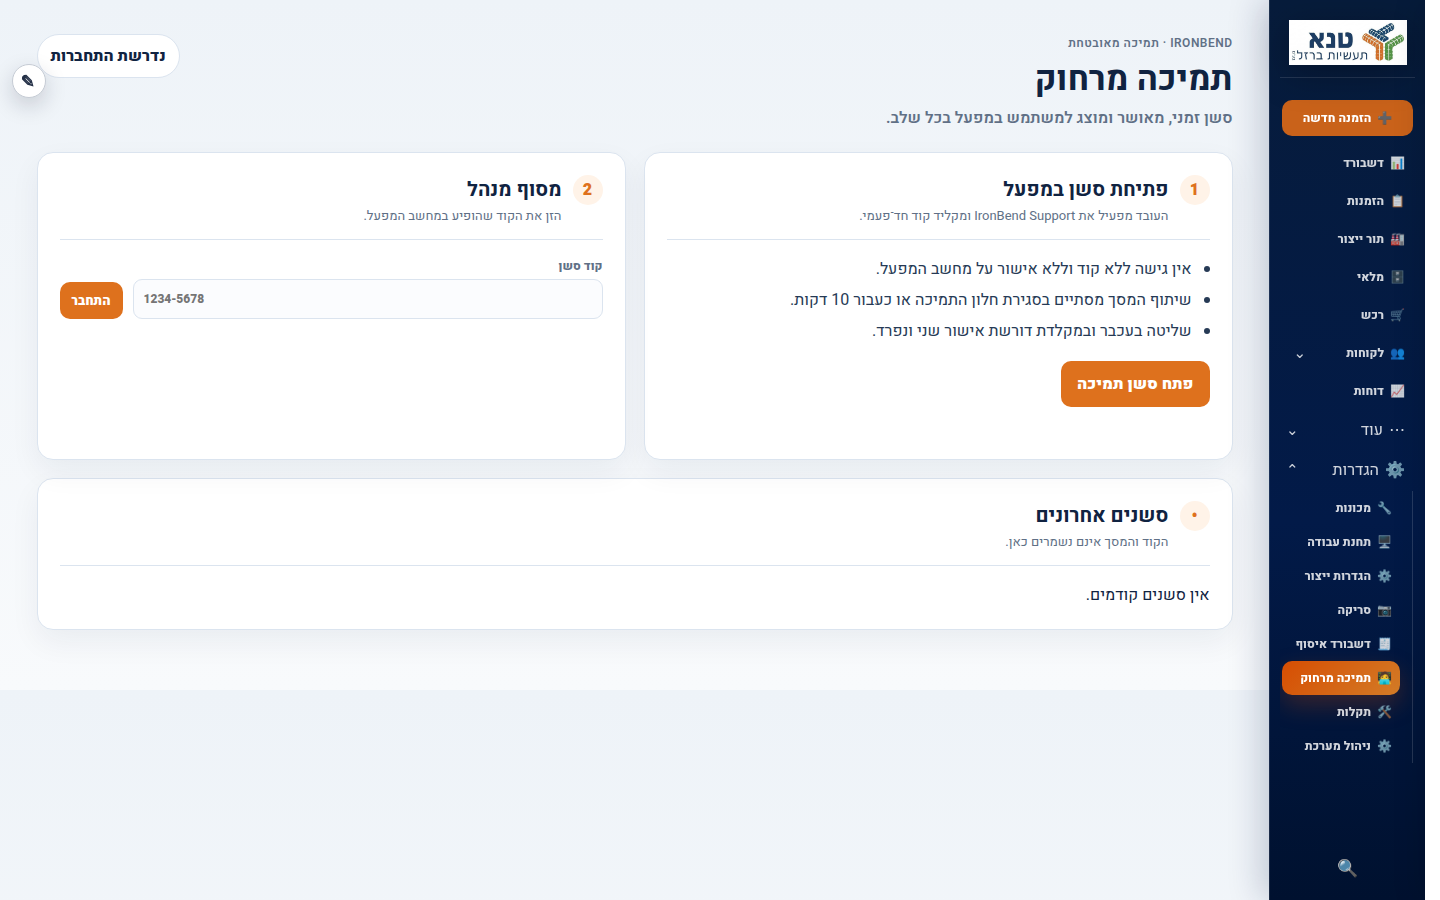 IRONBEND · תמיכה מאובטחת
תמיכה מרחוק
סשן זמני, מאושר ומוצג למשתמש במפעל בכל שלב.
נדרשת התחברות
1
פתיחת סשן במפעל
העובד מפעיל את IronBend Support ומקליד קוד חד־פעמי.
אין גישה ללא קוד וללא אישור על מחשב המפעל.
שיתוף המסך מסתיים בסגירת חלון התמיכה או כעבור 10 דקות.
שליטה בעכבר ובמקלדת דורשת אישור שני ונפרד.
פתח סשן תמיכה
2
מסוף מנהל
הזן את הקוד שהופיע במחשב המפעל.
קוד סשן
1234-5678
התחבר
סשנים אחרונים
הקוד והמסך אינם נשמרים כאן.
אין סשנים קודמים.
טנא
תעשיות ברזל
הזמנה חדשה
דשבורד
הזמנות
תור ייצור
מלאי
רכש
לקוחות
דוחות
עוד
הגדרות
מכונות
תחנת עבודה
הגדרות ייצור
סריקה
דשבורד איסוף
תמיכה מרחוק
תקלות
ניהול מערכת